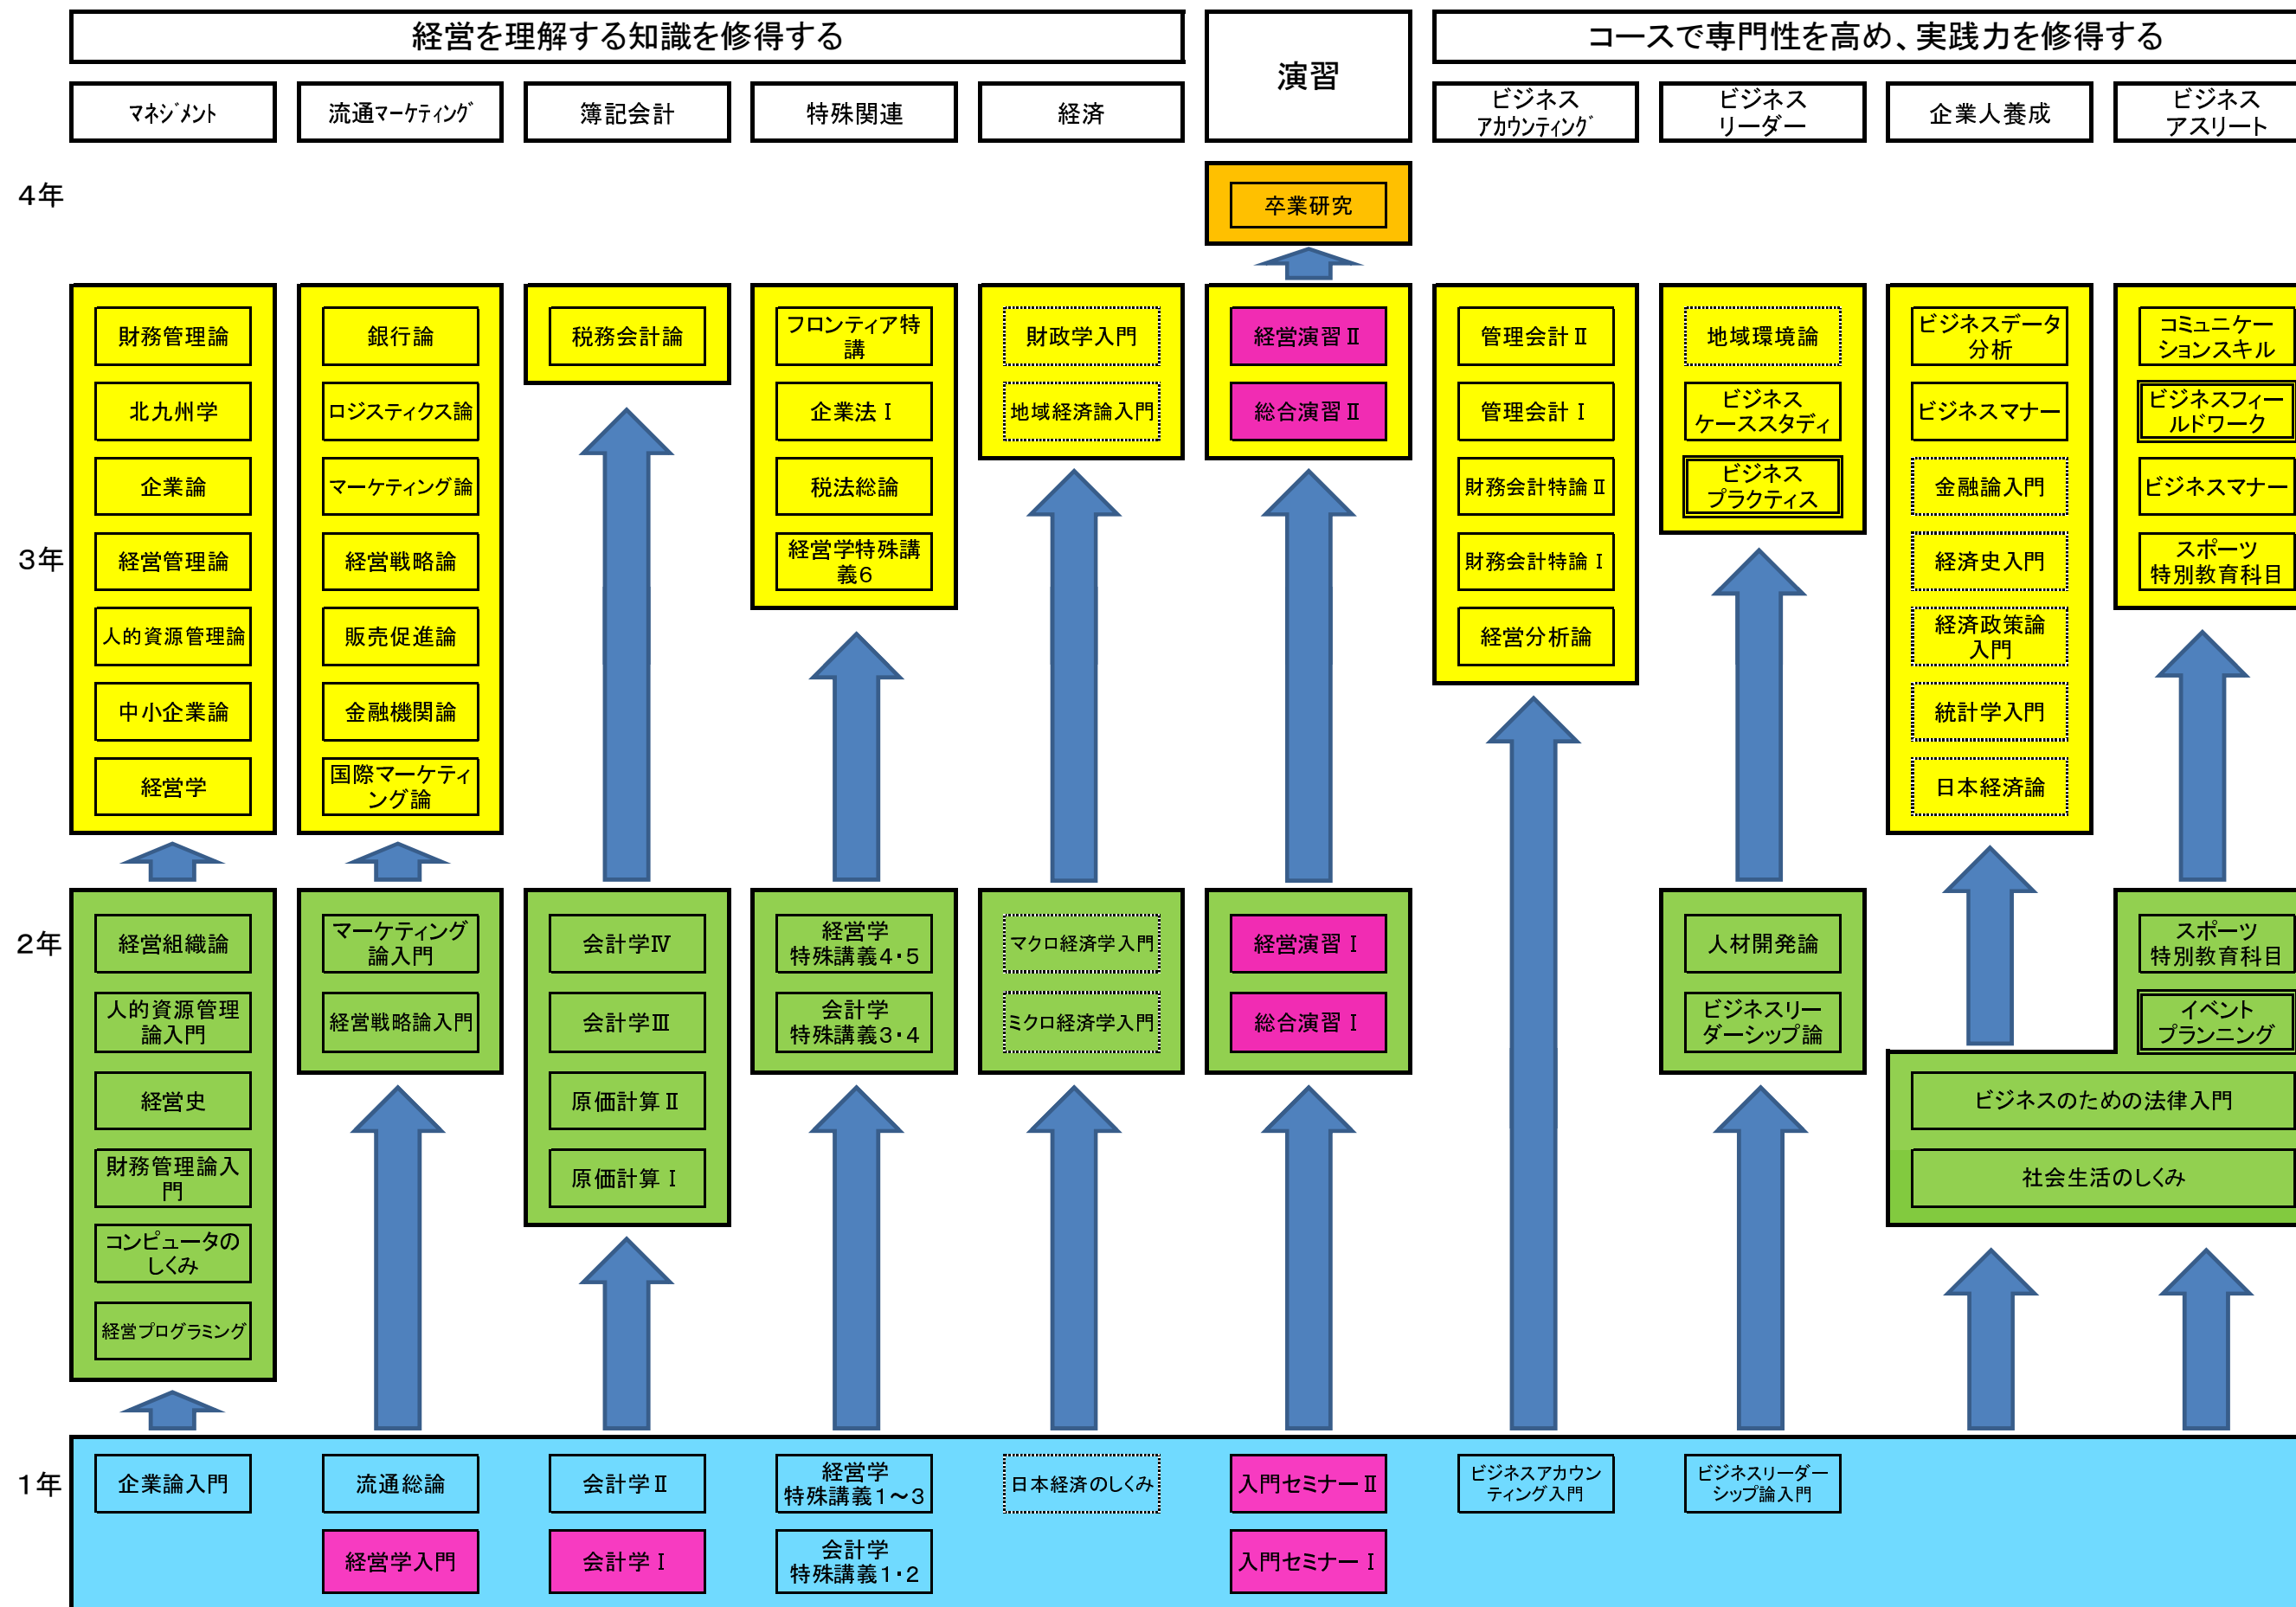 経営を理解する知識を修得する
演習
コースで専門性を高め、実践力を修得する
マネジメント
流通マーケティング
簿記会計
特殊関連
経済
ビジネス
アカウンティング
ビジネス
リーダー
企業人養成
ビジネス
アスリート
4年
卒業研究
3年
財務管理論
北九州学
企業論
経営管理論
人的資源管理論
中小企業論
経営学
銀行論
ロジスティクス論
マーケティング論
経営戦略論
販売促進論
金融機関論
国際マーケティ
ング論
税務会計論
フロンティア特
講
企業法Ⅰ
税法総論
経営学特殊講
義6
財政学入門
地域経済論入門
経営演習Ⅱ
総合演習Ⅱ
管理会計Ⅱ
管理会計Ⅰ
財務会計特論Ⅱ
財務会計特論Ⅰ
経営分析論
地域環境論
ビジネス
ケーススタディ
ビジネス
プラクティス
ビジネスデータ
分析
ビジネスマナー
金融論入門
経済史入門
経済政策論
入門
統計学入門
日本経済論
コミュニケー
ションスキル
ビジネスフィー
ルドワーク
ビジネスマナー
スポーツ
特別教育科目
2年
経営組織論
人的資源管理
論入門
経営史
財務管理論入
門
コンピュータの
しくみ
経営プログラミング
マーケティング
論入門
経営戦略論入門
会計学Ⅳ
会計学Ⅲ
原価計算Ⅱ
原価計算Ⅰ
経営学
特殊講義4・5
会計学
特殊講義3・4
マクロ経済学入門
ミクロ経済学入門
経営演習Ⅰ
総合演習Ⅰ
人材開発論
ビジネスリー
ダーシップ論
スポーツ
特別教育科目
イベント
プランニング
ビジネスのための法律入門
社会生活のしくみ
1年
企業論入門
流通総論
経営学入門
会計学Ⅱ
会計学Ⅰ
経営学
特殊講義1～3
会計学
特殊講義1・2
日本経済のしくみ
入門セミナーⅡ
入門セミナーⅠ
ビジネスアカウン
ティング入門
ビジネスリーダー
シップ論入門